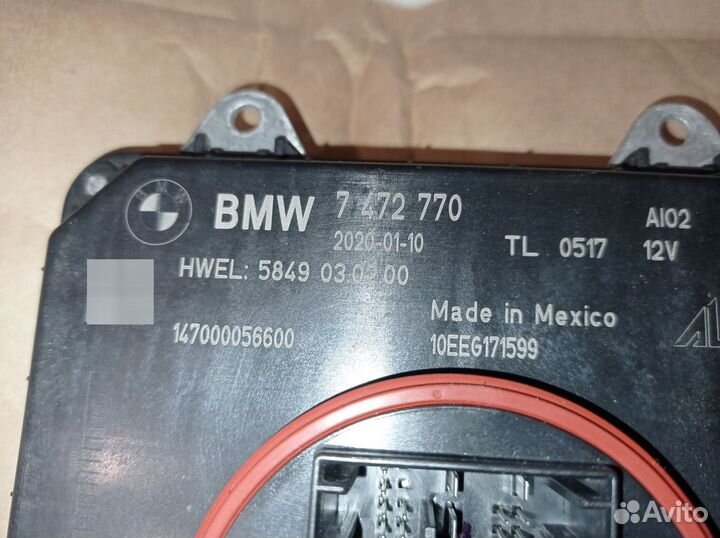 BMW 7 472 770
2020-01-10
TL 0517
AI02
12V
HWEL: 5849 03 00 00
Made in Mexico
147000056600
10EEG171599
Avito